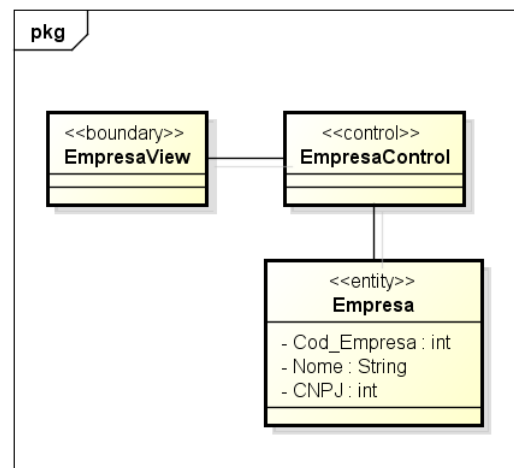 pkg
<<boundary>>
EmpresaView
<<control>>
EmpresaControl
<<entity>>
Empresa
- Cod_Empresa : int
- Nome : String
- CNPJ : int